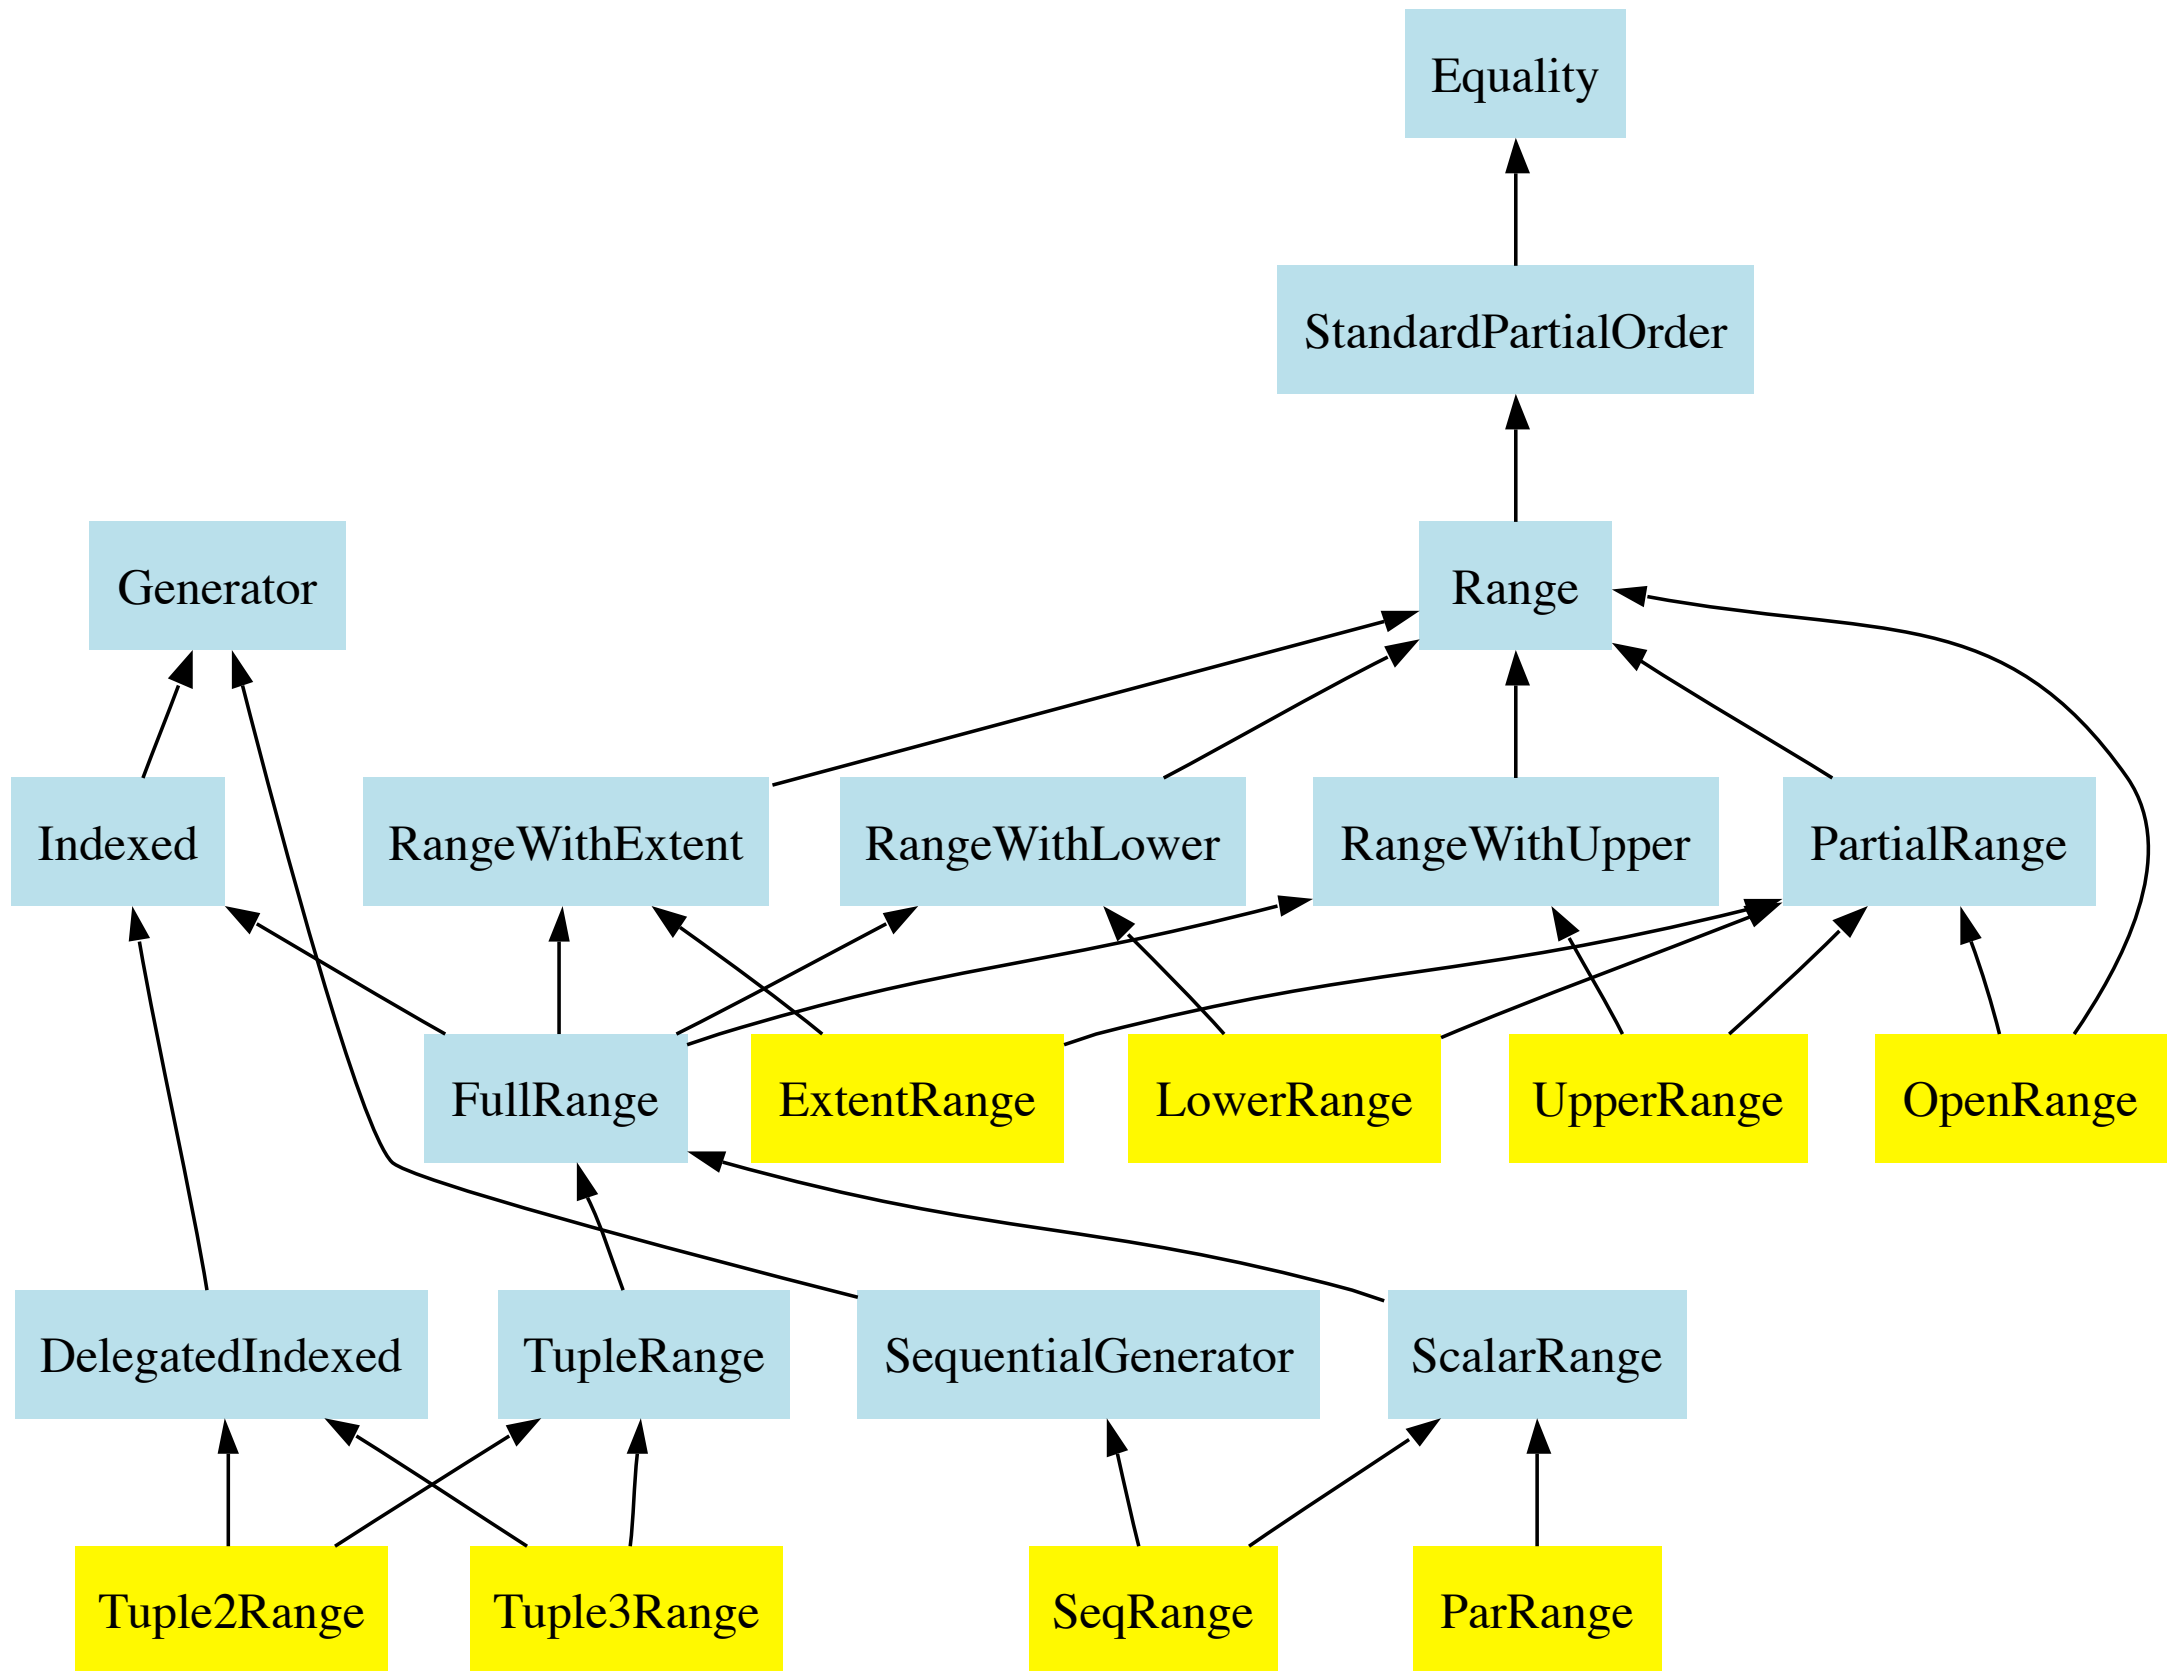 Equality
StandardPartialOrder
Generator
Range
Indexed
RangeWithExtent
RangeWithLower
RangeWithUpper
PartialRange
FullRange
ExtentRange
LowerRange
UpperRange
OpenRange
DelegatedIndexed
TupleRange
SequentialGenerator
ScalarRange
Tuple2Range
Tuple3Range
SeqRange
ParRange